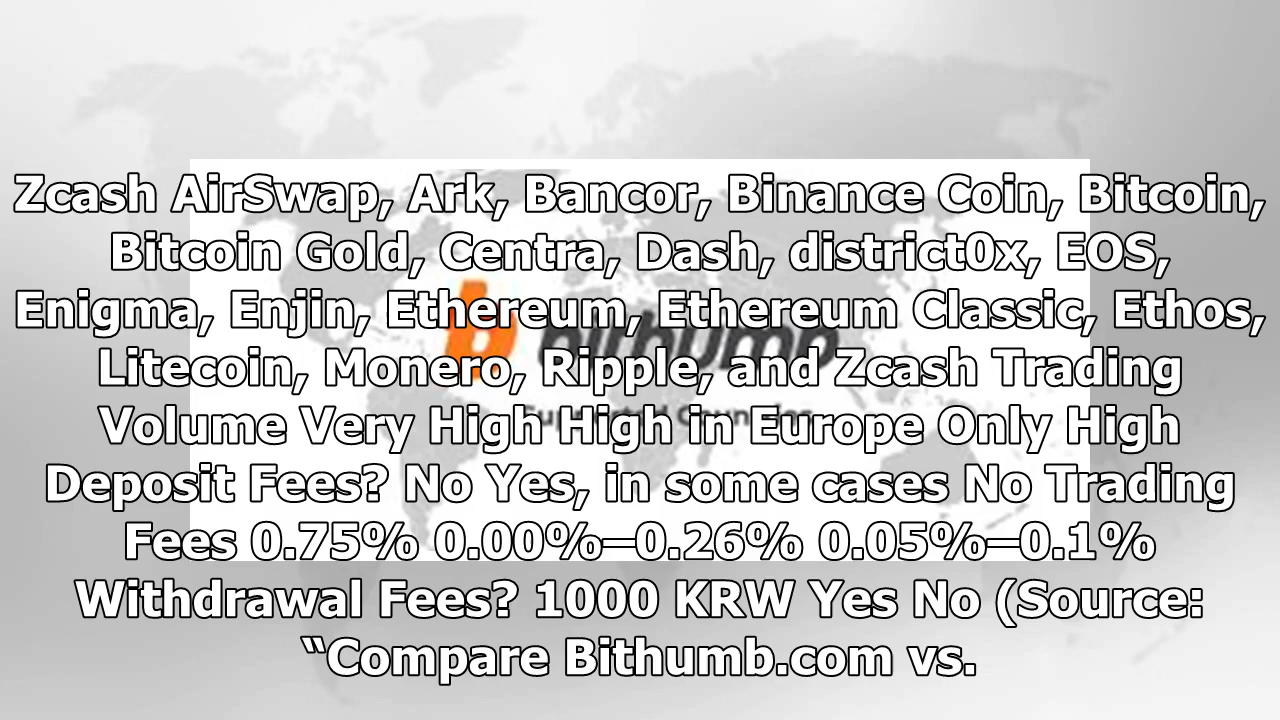 Zcash AirSwap, Ark, Bancor, Binance Coin, Bitcoin,
Bitcoin Gold, Centra, Dash, district0x, EOS,
Enigma, Enjin, Ethereum, Ethereum Classic, Ethos,
bithumb
Litecoin, Monero, Ripple, and Zcash Trading
Supported Countries
Volume Very High High in Europe Only High
Deposit Fees? No Yes, in some cases No Trading
Fees 0.75% 0.00%–0.26% 0.05%–0.1%
Withdrawal Fees? 1000 KRW Yes No (Source:
“Compare Bithumb.com vs.